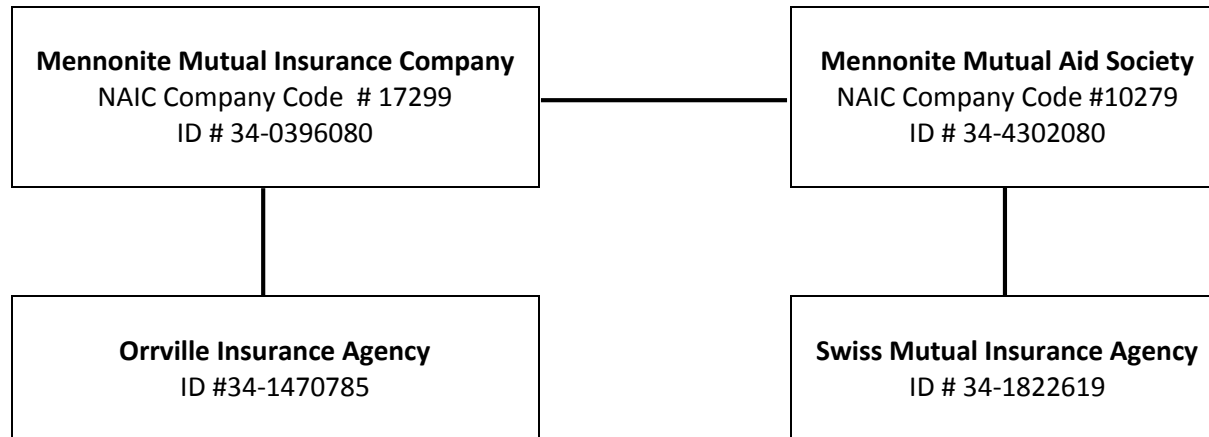 Mennonite Mutual Insurance Company
NAIC Company Code # 17299
ID # 34-0396080
Mennonite Mutual Aid Society
NAIC Company Code #10279
ID # 34-4302080
Orrville Insurance Agency
ID #34-1470785
Swiss Mutual Insurance Agency
ID # 34-1822619